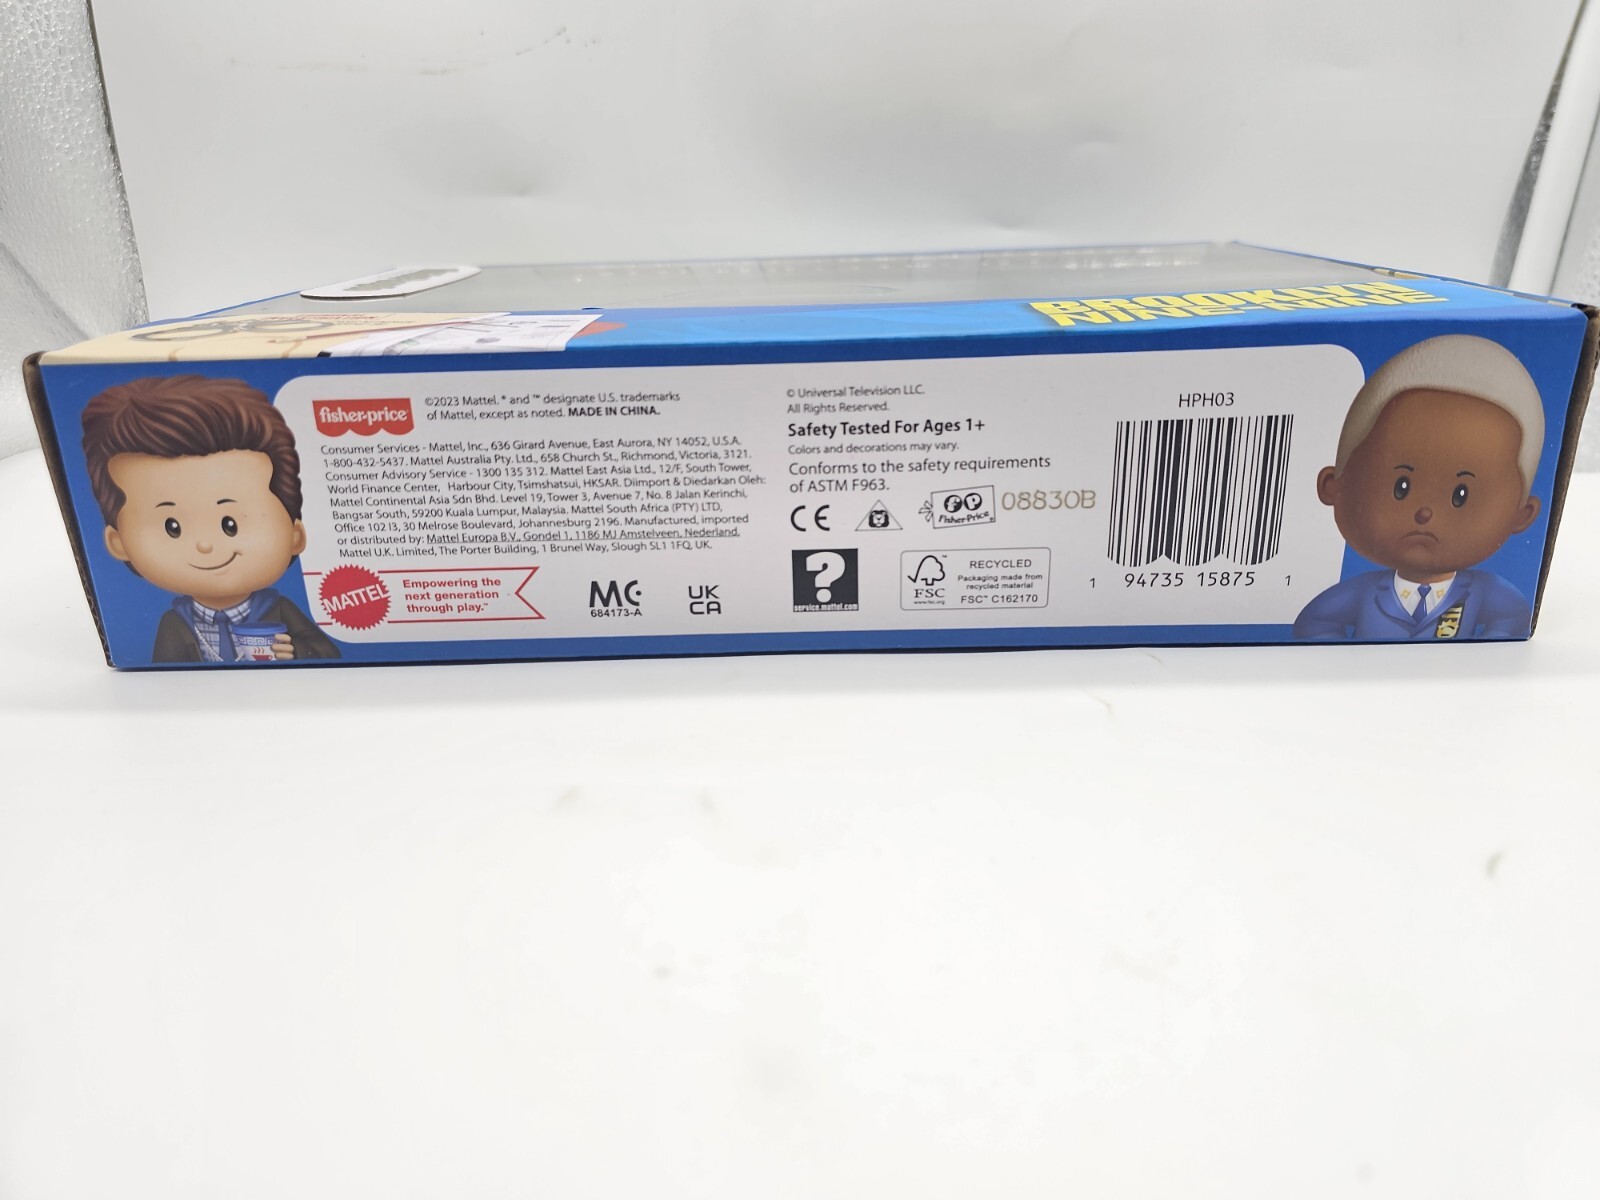 BROOKLYN
NINE-NINE
fisher-price
©2023 Mattel. ® and ™ designate U.S. trademarks
of Mattel, except as noted. MADE IN CHINA.
Consumer Services - Mattel, Inc., 636 Girard Avenue, East Aurora, NY 14052, U.S.A.
1-800-432-5437. Mattel Australia Pty. Ltd., 658 Church St., Richmond, Victoria, 3121.
Consumer Advisory Service - 1300 135 312. Mattel East Asia Ltd., 12/F, South Tower,
World Finance Center, Harbour City, Tsimshatsui, HKSAR. Diimport & Diedarkan Oleh:
Mattel Continental Asia Sdn Bhd. Level 19, Tower 3, Avenue 7, No. 8 Jalan Kerinchi,
Bangsar South, 59200 Kuala Lumpur, Malaysia. Mattel South Africa (PTY) LTD,
Office 102 I3, 30 Melrose Boulevard, Johannesburg 2196. Manufactured, imported
or distributed by: Mattel Europa B.V., Gondel 1, 1186 MJ Amstelveen, Nederland.
Mattel U.K. Limited, The Porter Building, 1 Brunel Way, Slough SL1 1FQ, UK.
MATTEL
Empowering the
next generation
through play.™
MC
684173-A
UK
CA
© Universal Television LLC.
All Rights Reserved.
Safety Tested For Ages 1+
Colors and decorations may vary.
Conforms to the safety requirements
of ASTM F963.
CE
FP
Fisher-Price
08830B
?
service.mattel.com
FSC
www.fsc.org
RECYCLED
Packaging made from
recycled material
FSC™ C162170
HPH03
1 94735 15875 1